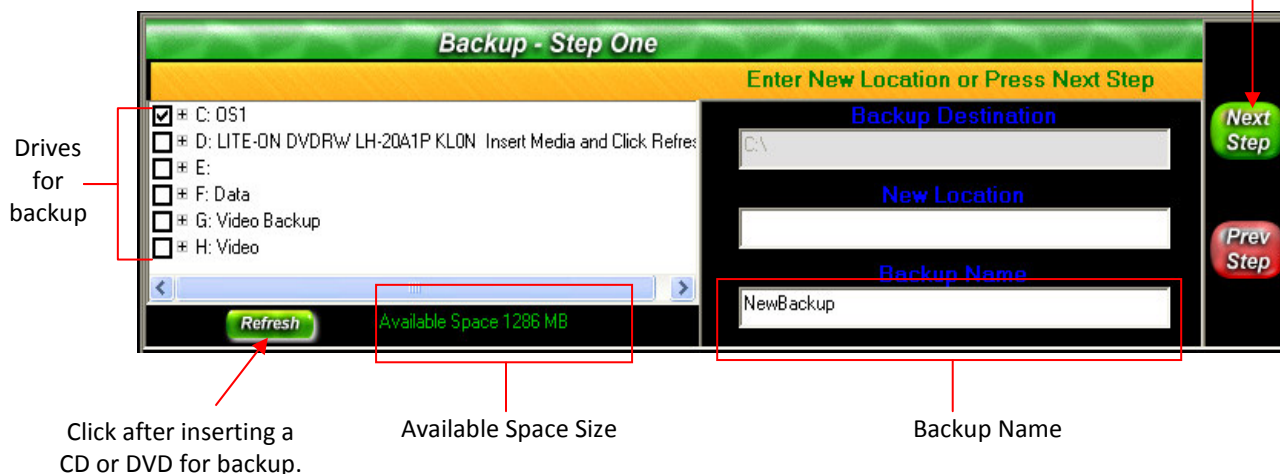 Backup - Step One
Enter New Location or Press Next Step
Drives
for
backup
C: OS1
D: LITE-ON DVDRW LH-20A1P KL0N Insert Media and Click Refres
E:
F: Data
G: Video Backup
H: Video
Refresh
Available Space 1286 MB
Backup Destination
C:\
New Location
Backup Name
NewBackup
Next
Step
Prev
Step
Click after inserting a
CD or DVD for backup.
Available Space Size
Backup Name